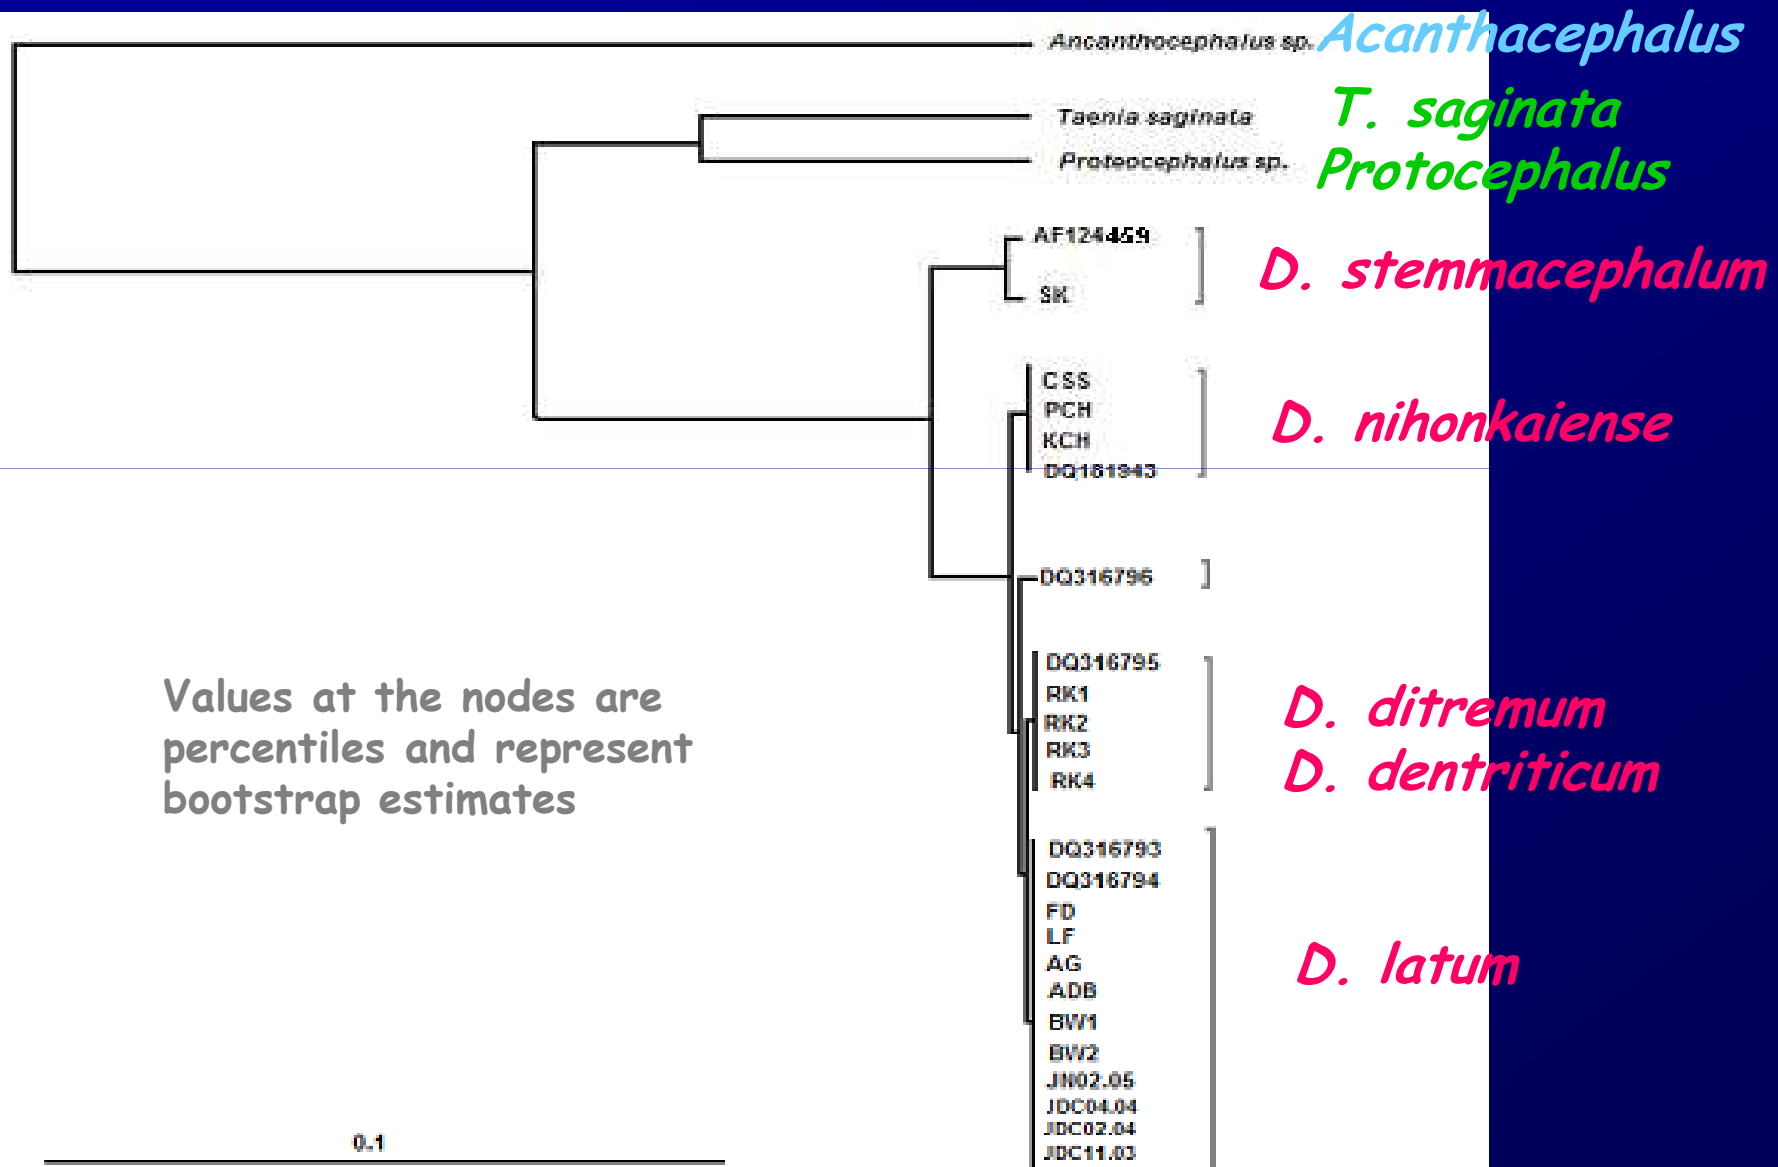 Ancanthocephalus sp. Acanthacephalus
Taenia saginata T. saginata
Proteocephalus sp. Protocephalus
AF124459
D. stemmacephalum
SK
CSS
PCH
D. nihonkaiense
KCH
DQ181943
DQ316796
DQ316795
RK1
RK2
D. ditremum
RK3
D. dentriticum
RK4
Values at the nodes are
percentiles and represent
bootstrap estimates
DQ316793
DQ316794
FD
LF
AG
D. latum
ADB
BW1
BW2
JN02.05
JDC04.04
JDC02.04
JDC11.03
0.1